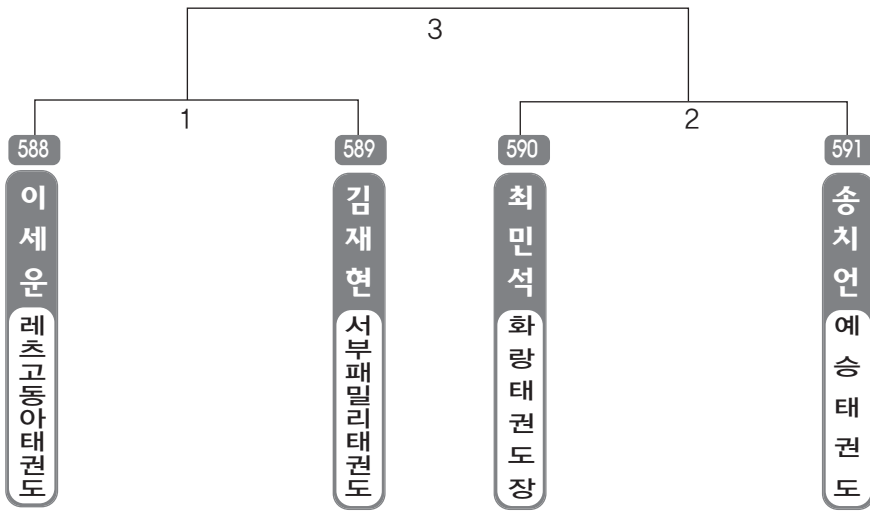 3
1
2
588
589
590
591
이세운
김재현
최민석
송치언
레츠고동아태권도
서부패밀리태권도
화랑태권도장
예승태권도